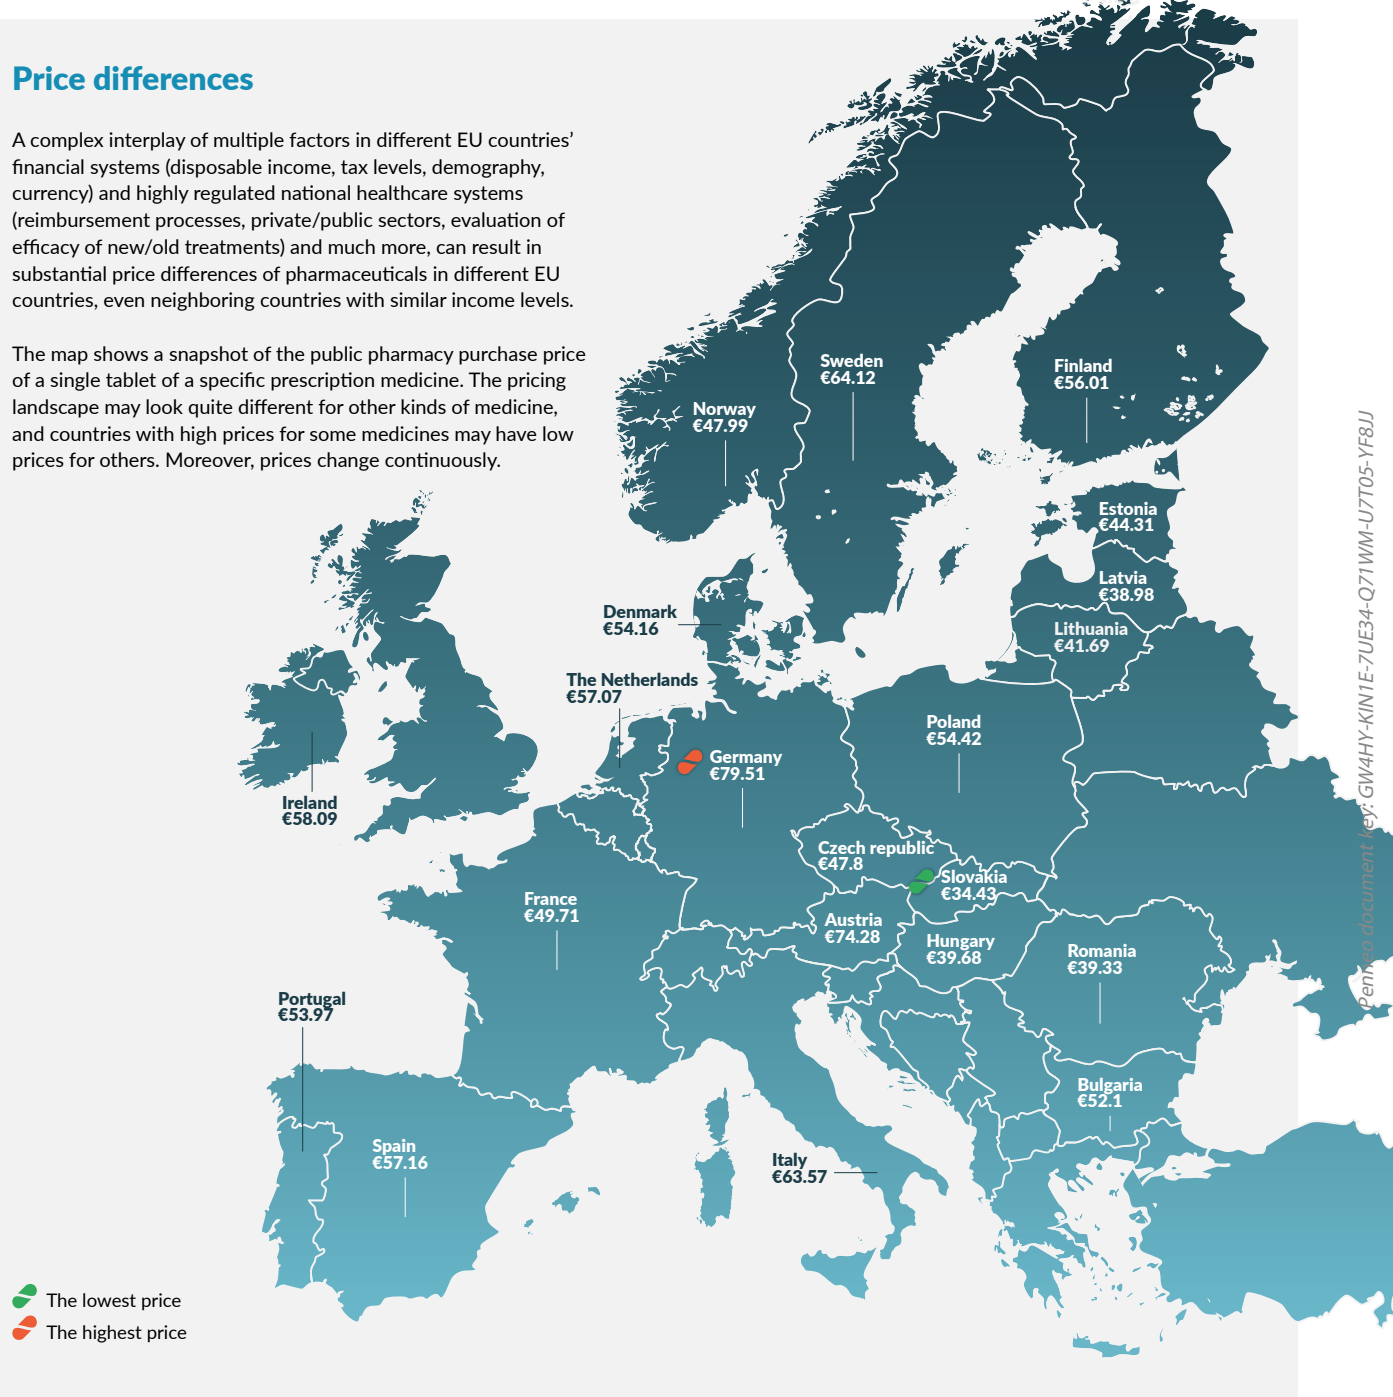 Price differences
A complex interplay of multiple factors in different EU countries’
financial systems (disposable income, tax levels, demography,
currency) and highly regulated national healthcare systems
(reimbursement processes, private/public sectors, evaluation of
efficacy of new/old treatments) and much more, can result in
substantial price differences of pharmaceuticals in different EU
countries, even neighboring countries with similar income levels.
The map shows a snapshot of the public pharmacy purchase price
of a single tablet of a specific prescription medicine. The pricing
landscape may look quite different for other kinds of medicine,
and countries with high prices for some medicines may have low
prices for others. Moreover, prices change continuously.
Sweden
€64.12
Finland
€56.01
Norway
€47.99
Estonia
€44.31
Latvia
€38.98
Denmark
€54.16
Lithuania
€41.69
The Netherlands
€57.07
Poland
€54.42
Germany
€79.51
Ireland
€58.09
Czech republic
€47.8
Slovakia
€34.43
France
€49.71
Austria
€74.28
Hungary
€39.68
Romania
€39.33
Portugal
€53.97
Bulgaria
€52.1
Spain
€57.16
Italy
€63.57
The lowest price
The highest price
Penneo document key: GW4HY-KIN1E-7UE34-Q71WM-U7T05-YF8JJ